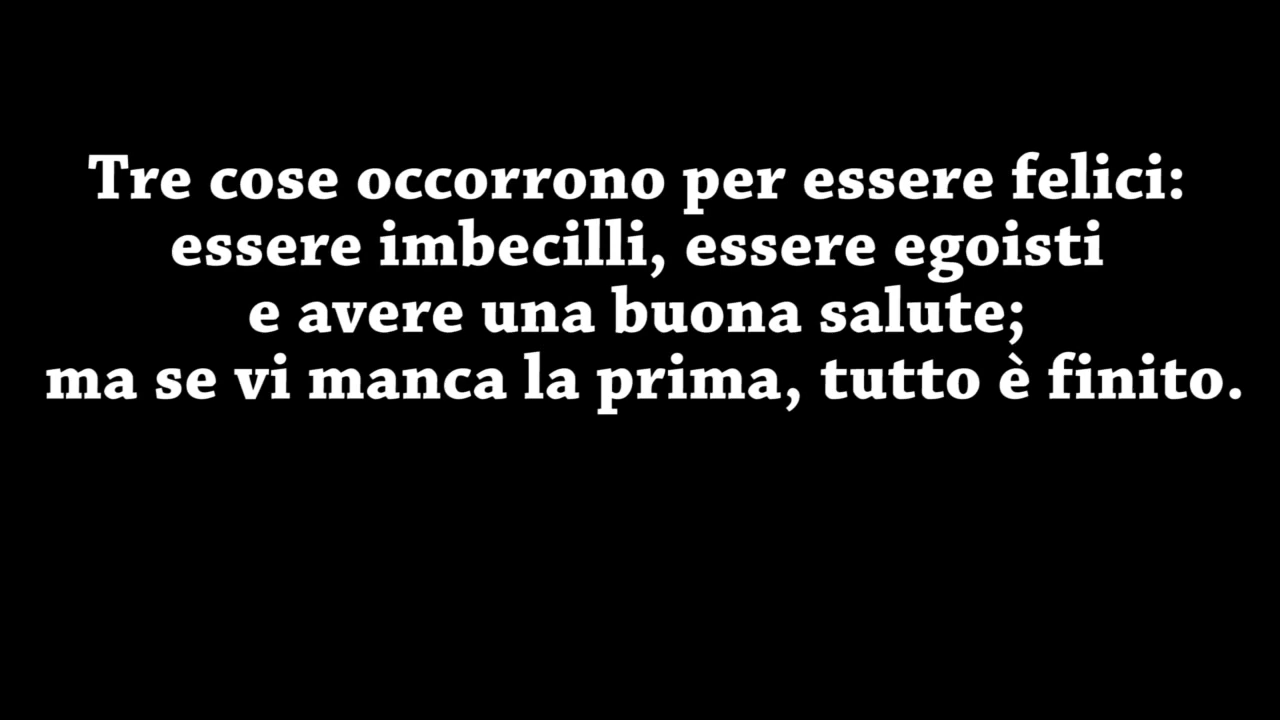 Tre cose occorrono per essere felici:
essere imbecilli, essere egoisti
e avere una buona salute;
ma se vi manca la prima, tutto è finito.